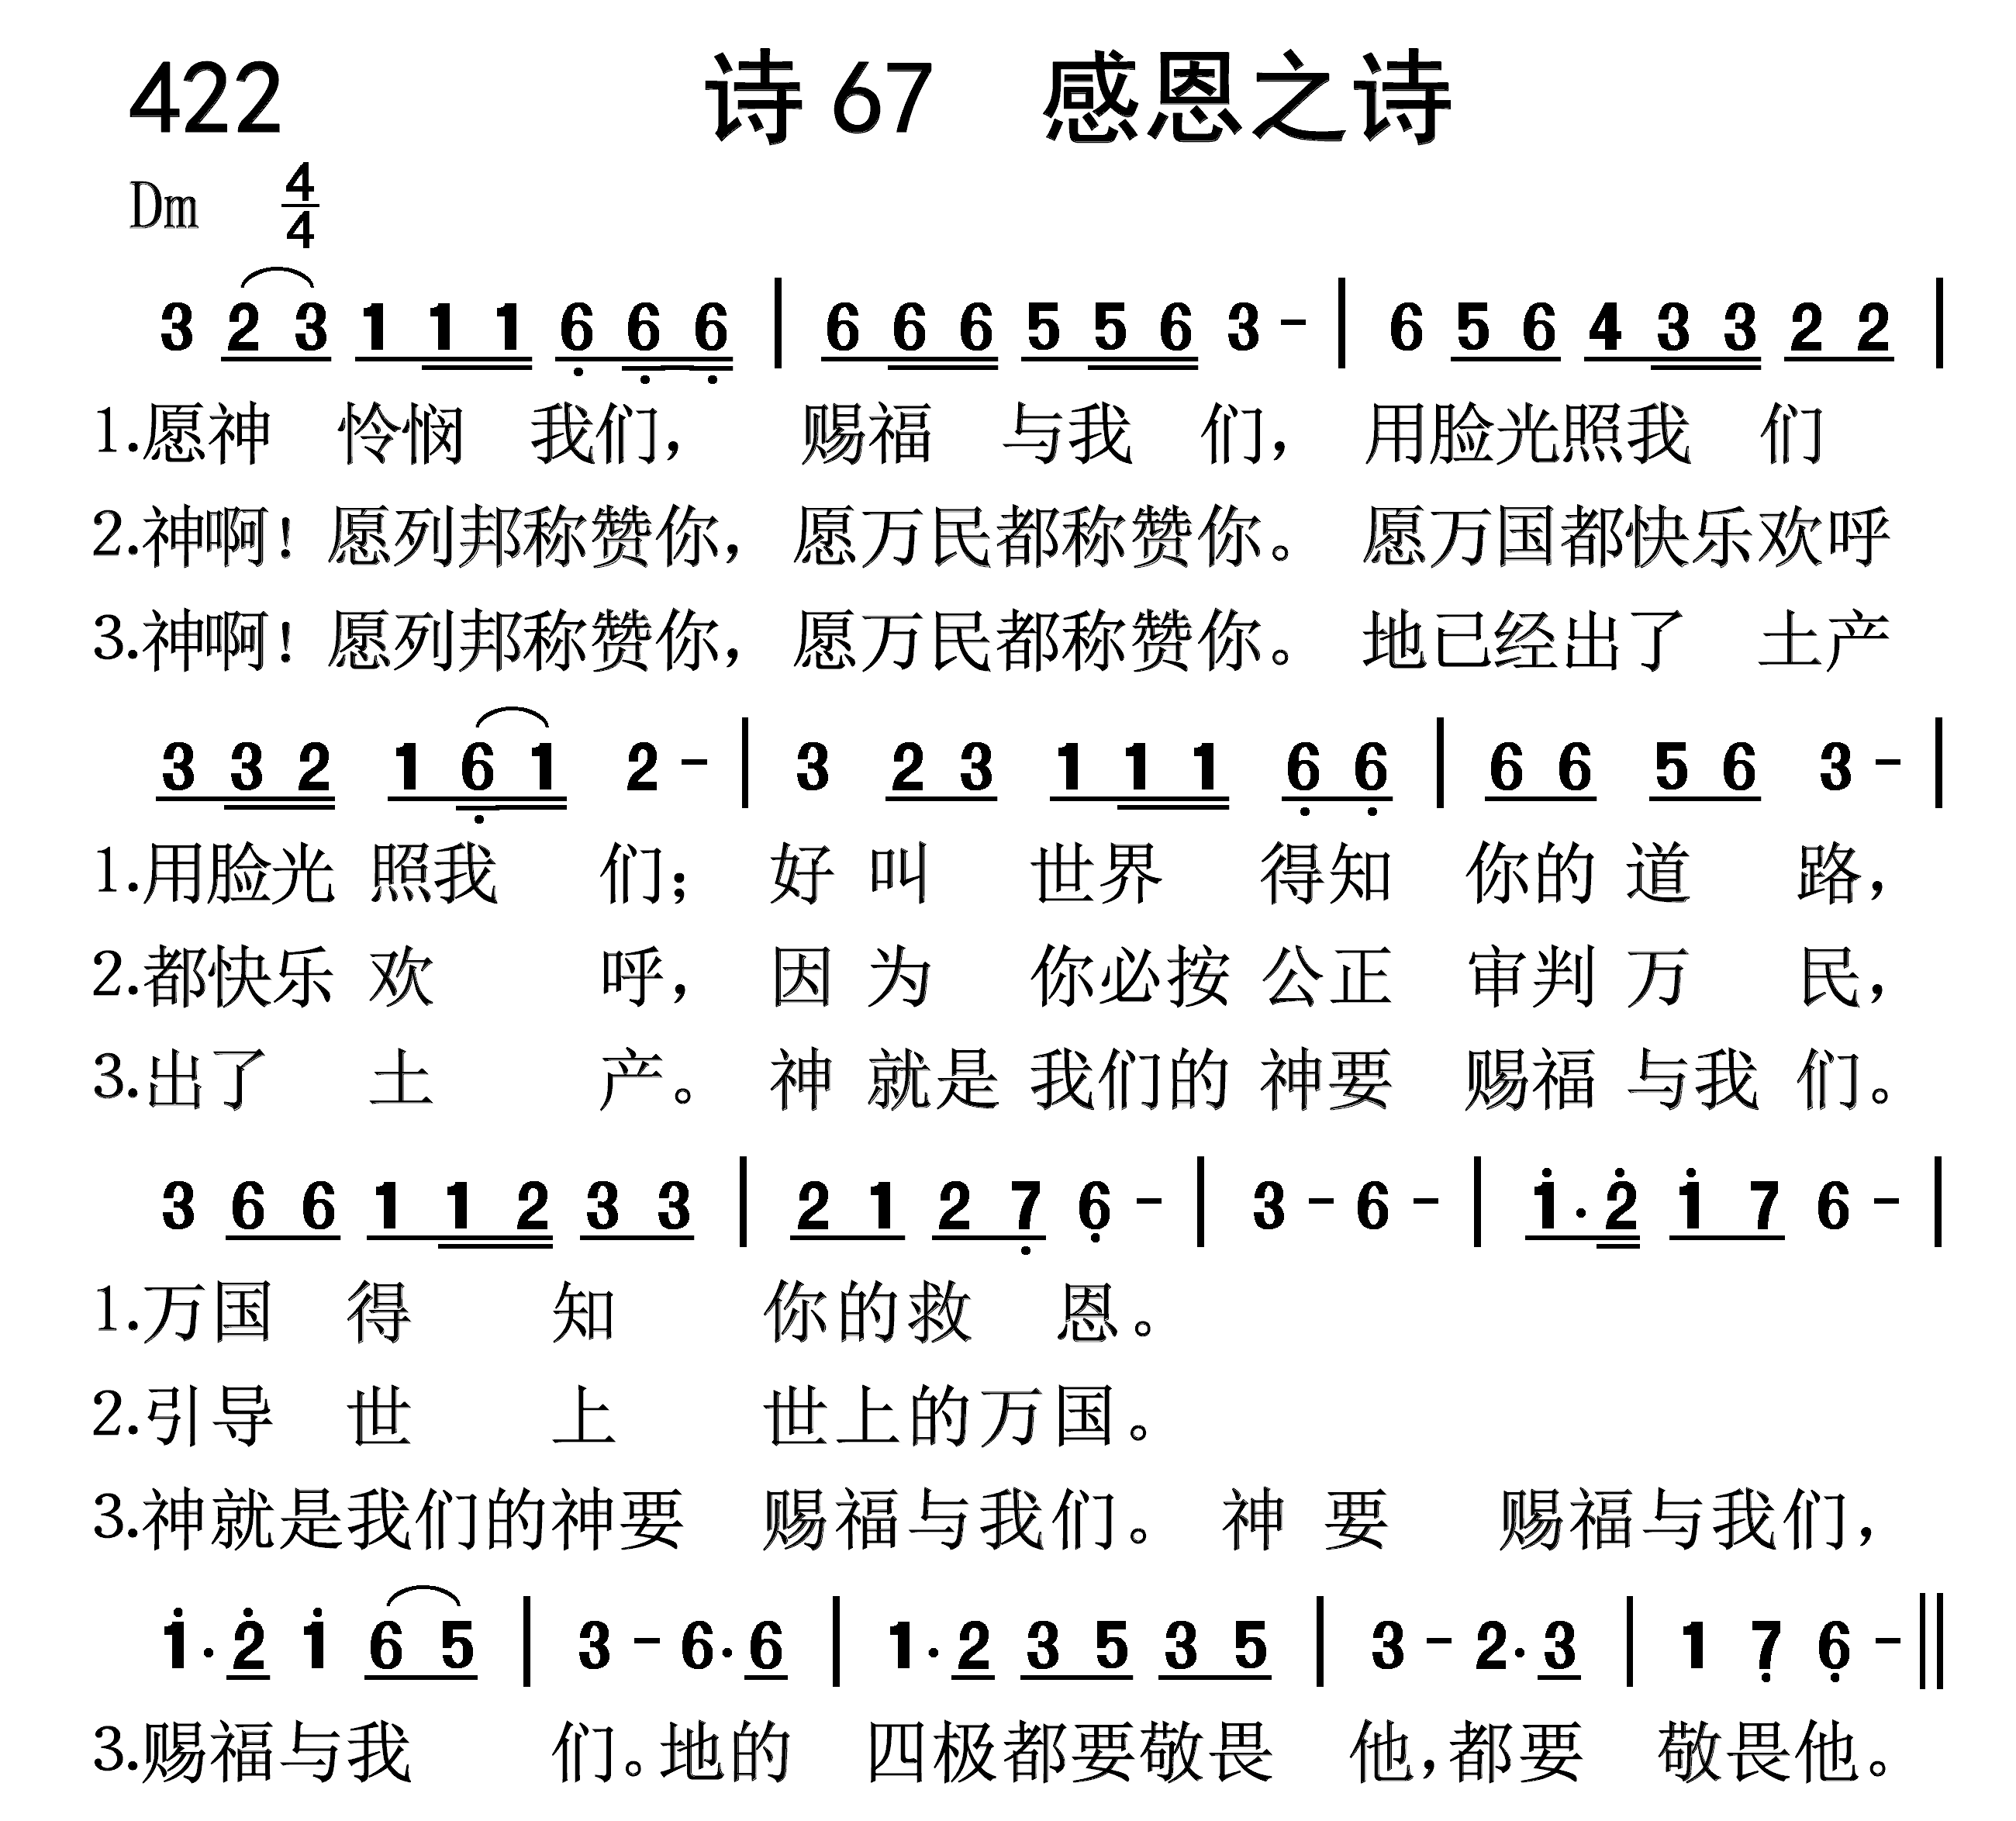 422 诗67 感恩之诗
Dm 4/4
3 2 3 1 1 1 6 6 6 | 6 6 6 5 5 6 3 - | 6 5 6 4 3 3 2 2 |
1.愿神 怜悯 我们， 赐福 与我 们， 用脸光照我 们
2.神啊！愿列邦称赞你，愿万民都称赞你。愿万国都快乐欢呼
3.神啊！愿列邦称赞你，愿万民都称赞你。地已经出了 土产
3 3 2 1 6 1 2 - | 3 2 3 1 1 1 6 6 | 6 6 5 6 3 - |
1.用脸光 照我 们；好 叫 世界 得知 你的 道 路，
2.都快乐 欢 呼，因 为 你必按 公正 审判 万 民，
3.出了 土 产。神 就是 我们的 神要 赐福 与我 们。
3 6 6 1 1 2 3 3 | 2 1 2 7 6 - | 3 - 6 - | 1·2 1 7 6 - |
1.万国 得 知 你的救 恩。
2.引导 世 上 世上的万国。
3.神就是我们的神要 赐福与我们。神 要 赐福与我们，
1·2 1 6 5 | 3 - 6·6 | 1·2 3 5 3 5 | 3 - 2·3 | 1 7 6 - ||
3.赐福与我 们。地的 四极都要敬畏 他，都要 敬畏他。